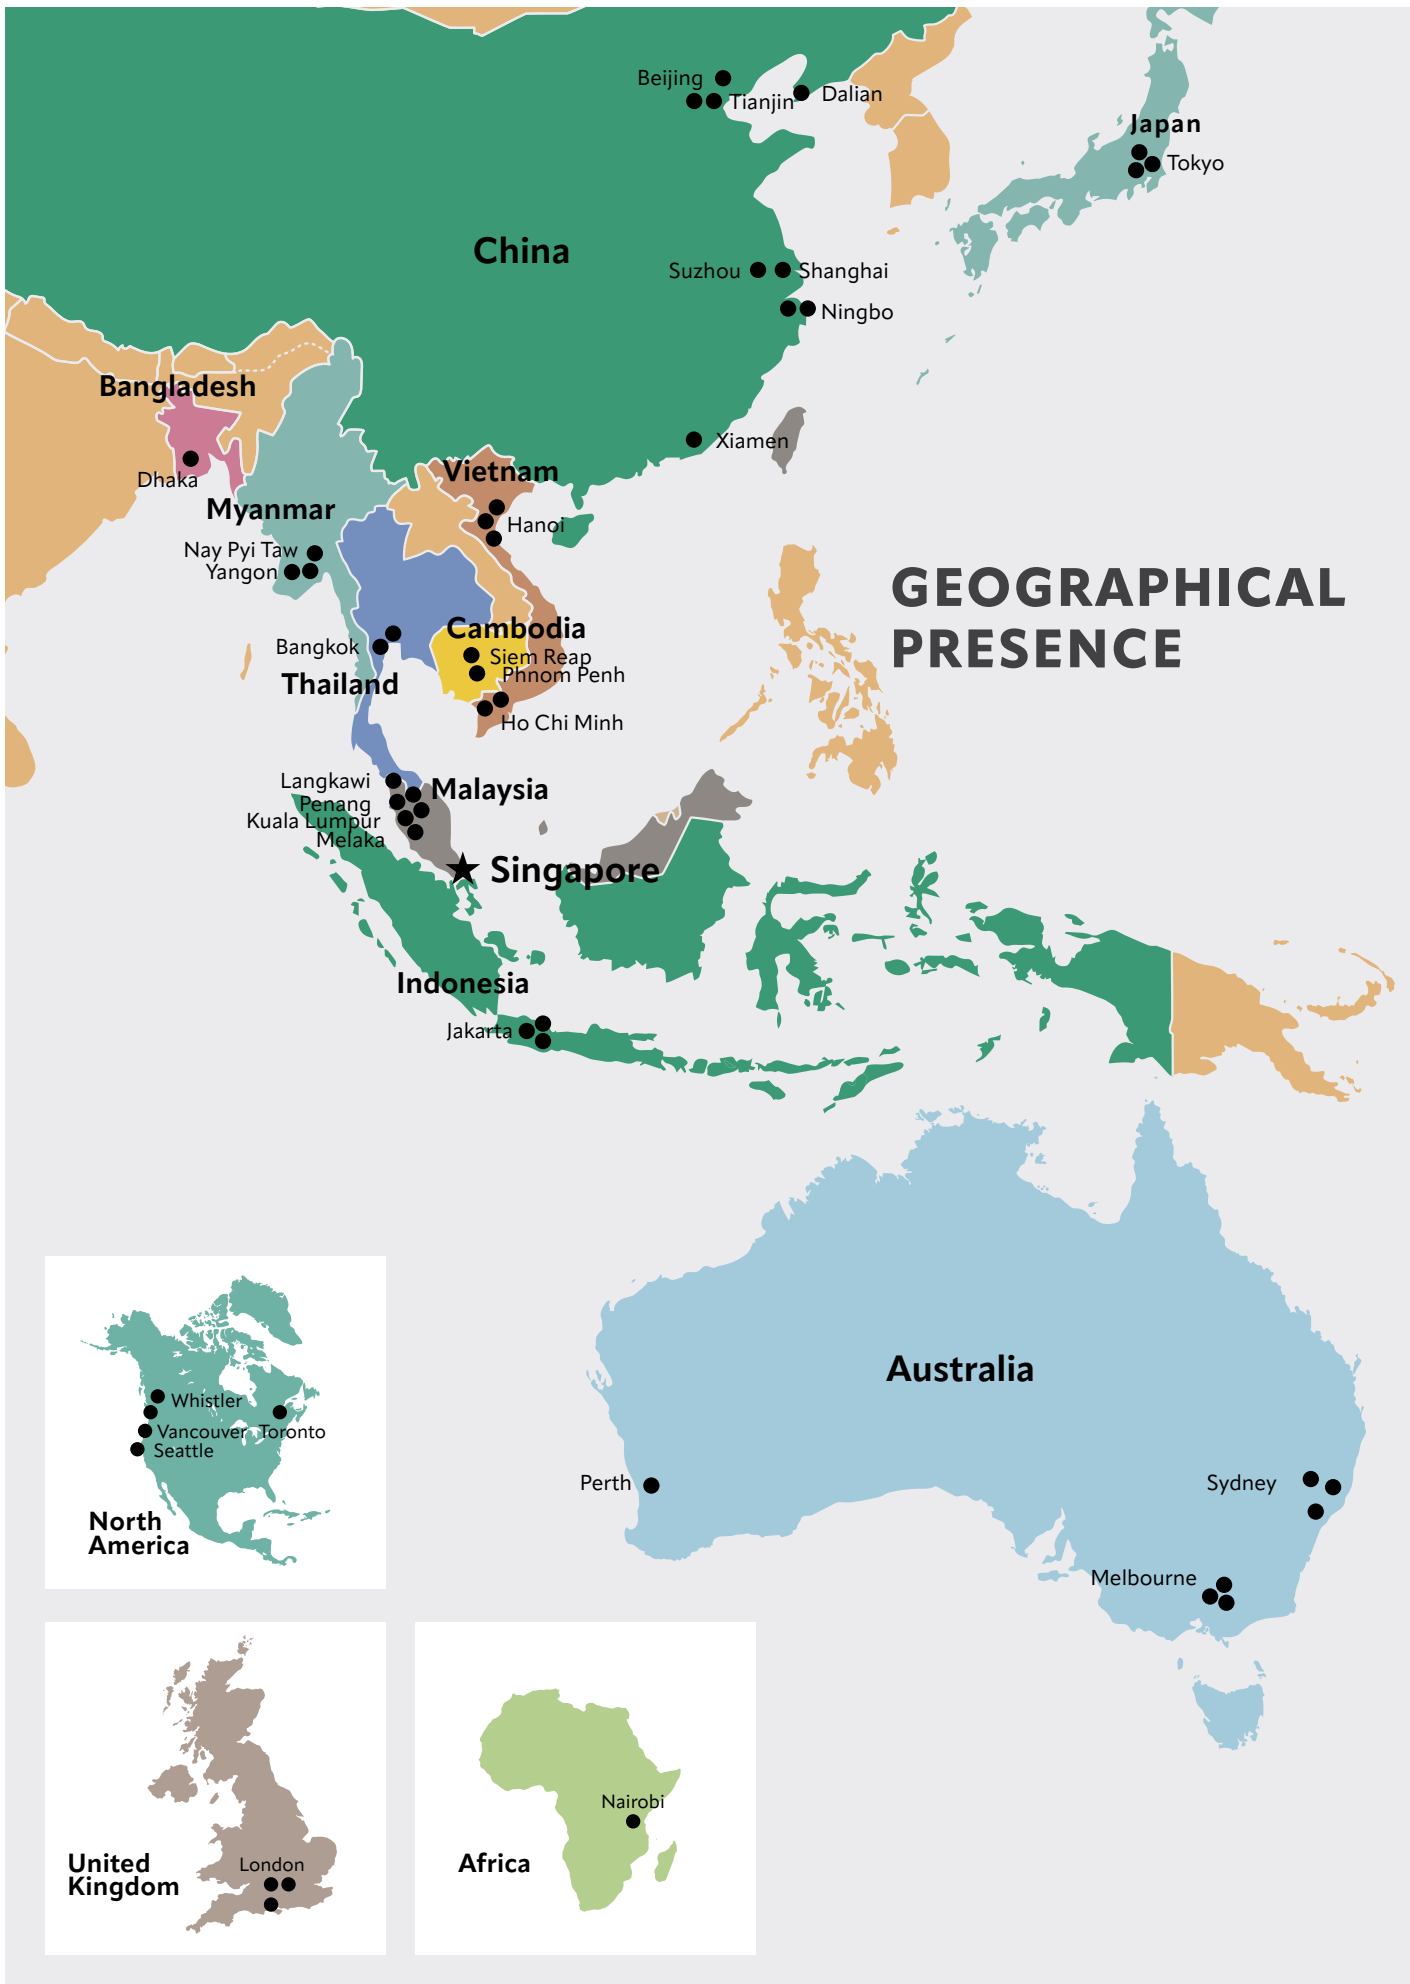 Beijing
Tianjin
Dalian
Japan
Tokyo
China
Suzhou
Shanghai
Ningbo
Bangladesh
Xiamen
Dhaka
Vietnam
Myanmar
Hanoi
Nay Pyi Taw
Yangon
GEOGRAPHICAL
PRESENCE
Cambodia
Bangkok
Siem Reap
Phnom Penh
Thailand
Ho Chi Minh
Langkawi
Malaysia
Penang
Kuala Lumpur
Melaka
Singapore
Indonesia
Jakarta
Australia
Perth
Sydney
Melbourne
Whistler
Vancouver
Toronto
Seattle
North
America
London
United
Kingdom
Nairobi
Africa